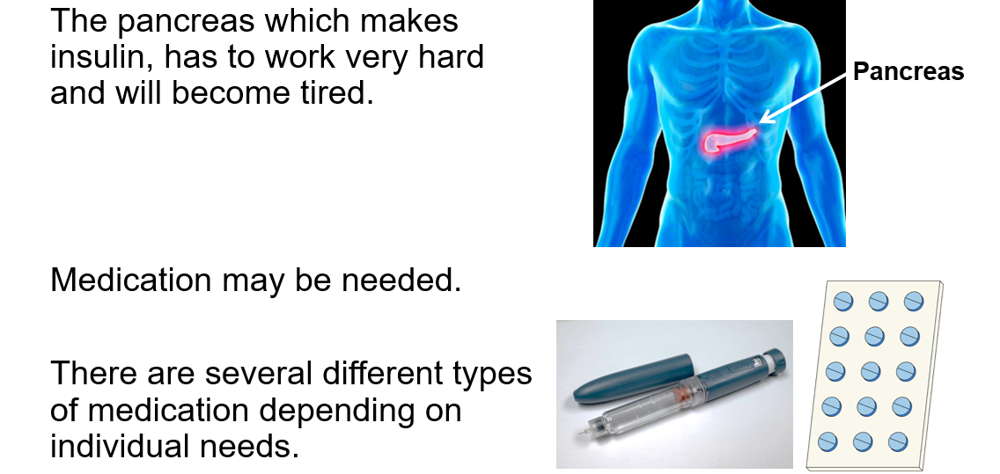 The pancreas which makes
insulin, has to work very hard
and will become tired.
Pancreas
Medication may be needed.
There are several different types
of medication depending on
individual needs.